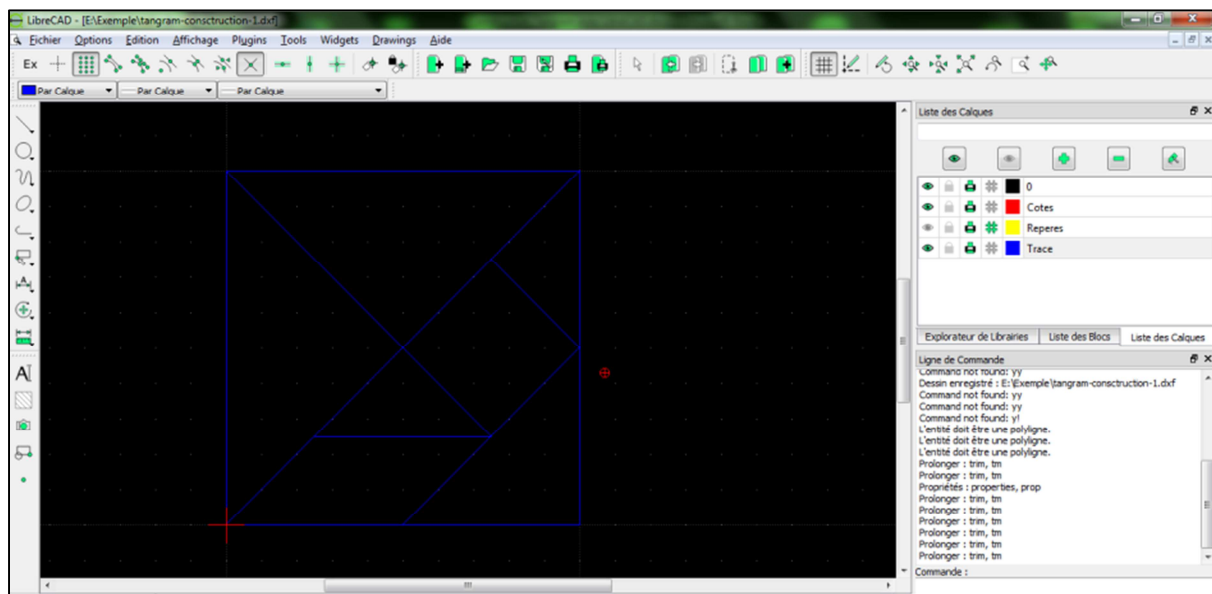 LibreCAD - [E:\Exemple\tangram-consctruction-1.dxf]
Fichier Options Edition Affichage Plugins Tools Widgets Drawings Aide
Ex
Par Calque Par Calque Par Calque
Liste des Calques
0
Cotes
Reperes
Trace
Explorateur de Librairies Liste des Blocs Liste des Calques
Ligne de Commande
Command not found: yy
Dessin enregistré : E:\Exemple\tangram-consctruction-1.dxf
Command not found: yy
Command not found: yy
Command not found: y!
L'entité doit être une polyligne.
L'entité doit être une polyligne.
L'entité doit être une polyligne.
Prolonger : trim, tm
Prolonger : trim, tm
Propriétés : properties, prop
Prolonger : trim, tm
Prolonger : trim, tm
Prolonger : trim, tm
Prolonger : trim, tm
Prolonger : trim, tm
Prolonger : trim, tm
Commande :
A